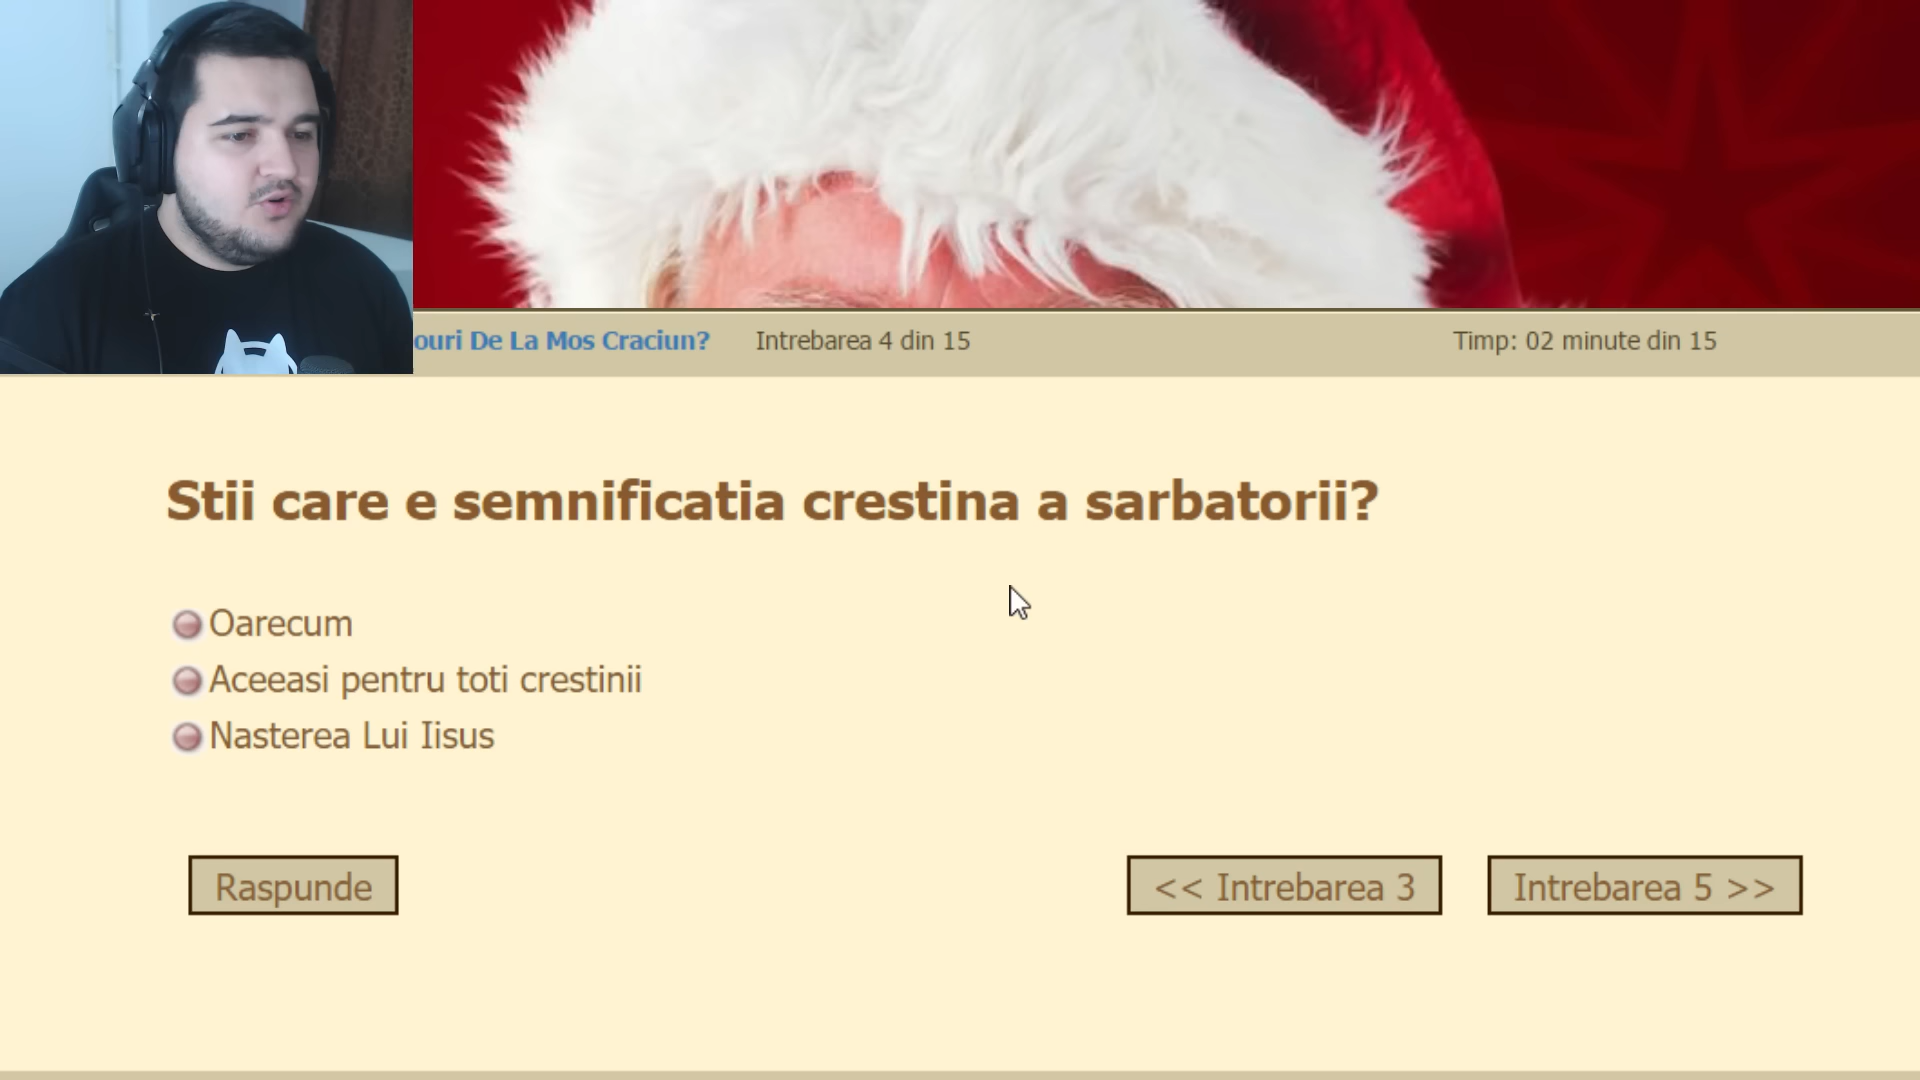 ouri De La Mos Craciun? Intrebarea 4 din 15 Timp: 02 minute din 15
Stii care e semnificatia crestina a sarbatorii?
Oarecum
Aceeasi pentru toti crestinii
Nasterea Lui Iisus
Raspunde << Intrebarea 3 Intrebarea 5 >>